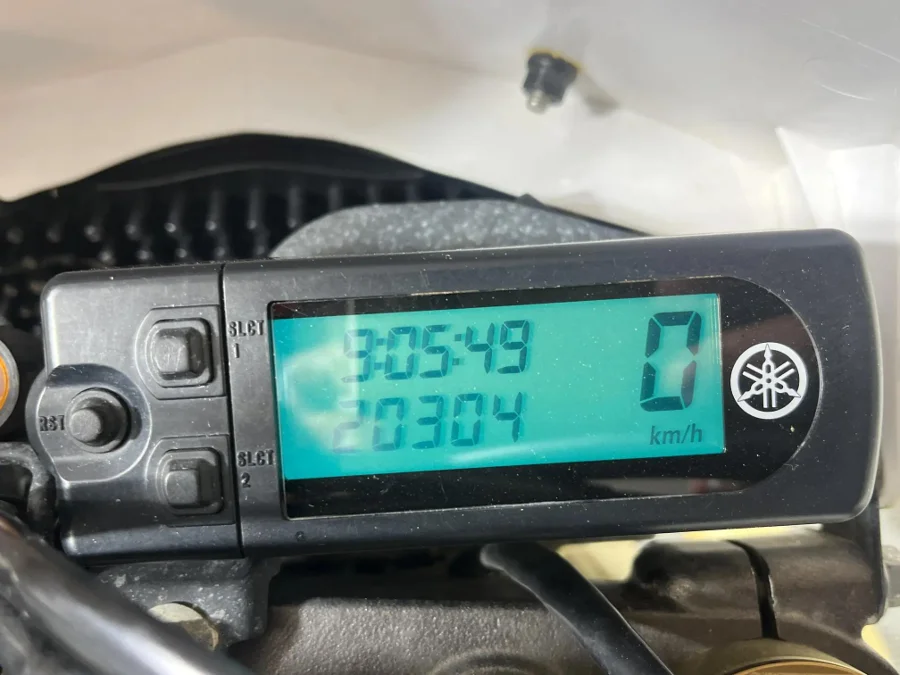 SLCT
1
9:05:49
0
RST
20304
SLCT
2
km/h